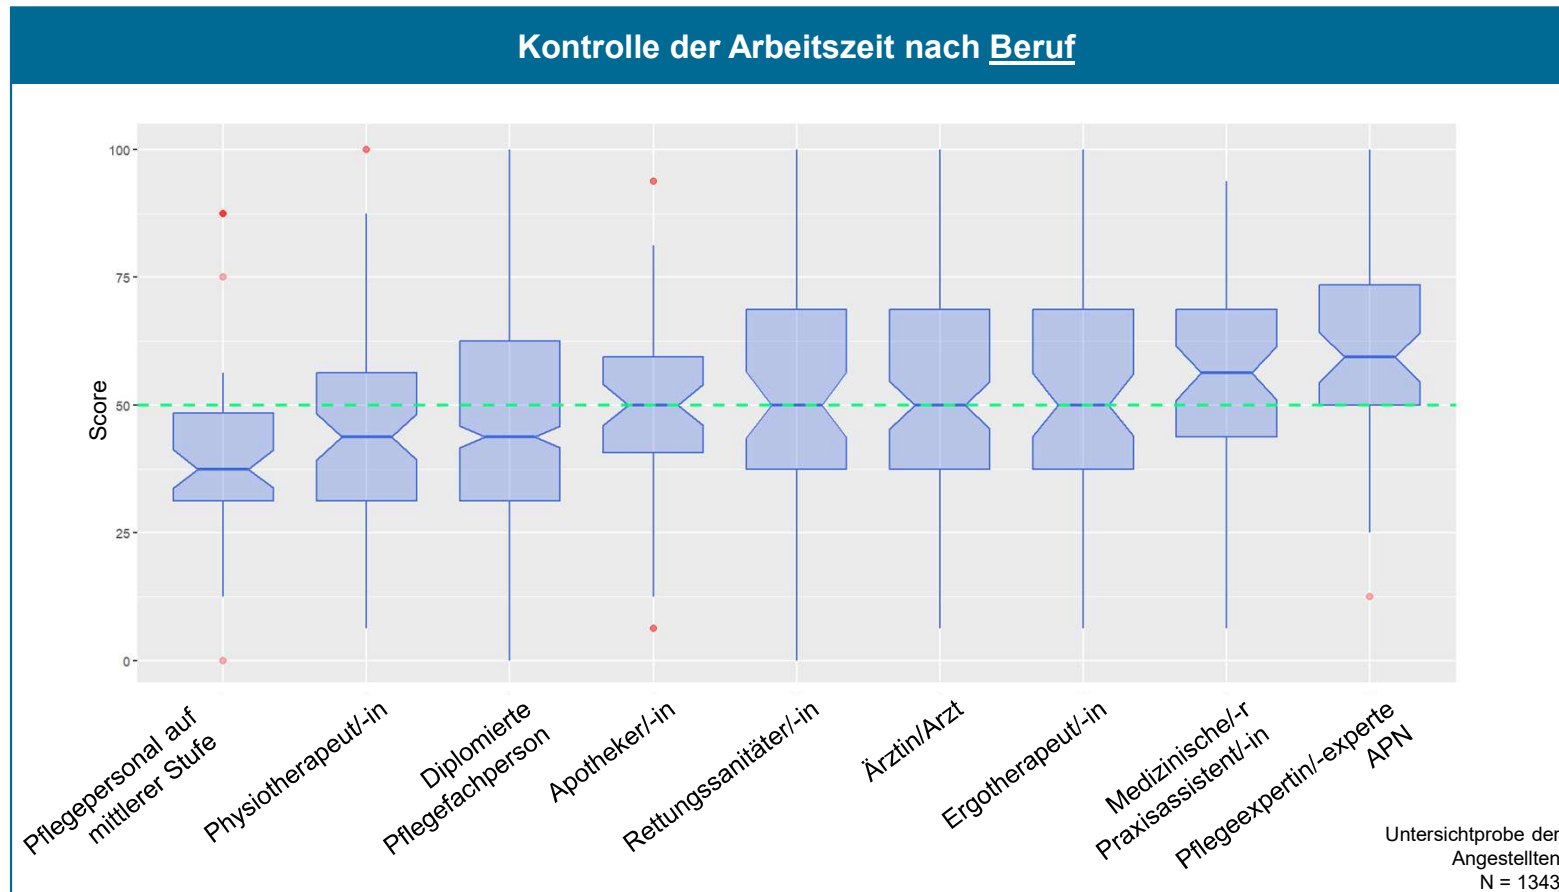 Kontrolle der Arbeitszeit nach Beruf
100
75
50
25
0
Score
Pflegepersonal auf
mittlerer Stufe
Physiotherapeut/-in
Diplomierte
Pflegefachperson
Apotheker/-in
Rettungssanitäter/-in
Ärztin/Arzt
Ergotherapeut/-in
Medizinische/-r
Praxisassistent/-in
Pflegeexpertin/-experte
APN
Untersichtprobe der
Angestellten
N = 1343